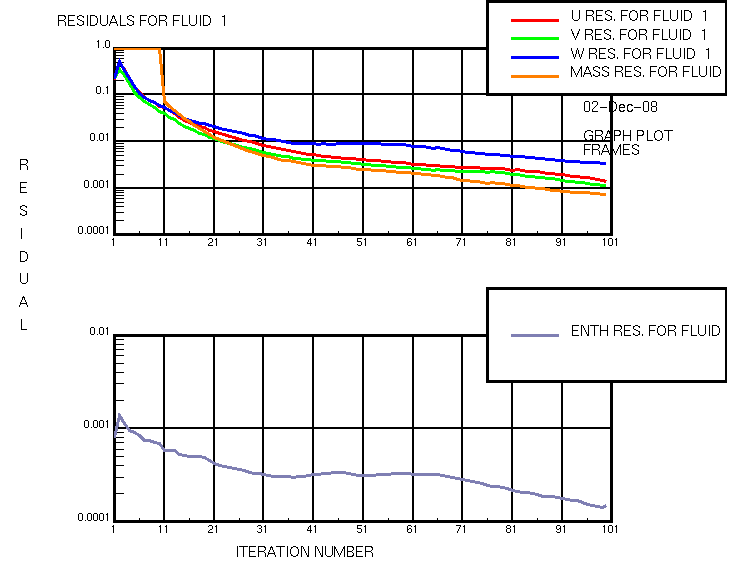 RESIDUALS FOR FLUID 1
U RES. FOR FLUID 1
V RES. FOR FLUID 1
W RES. FOR FLUID 1
MASS RES. FOR FLUID
02-Dec-08
GRAPH PLOT
FRAMES
1.0
0.1
0.01
0.001
0.0001
1 11 21 31 41 51 61 71 81 91 101
RESIDUAL
ENTH RES. FOR FLUID
0.01
0.001
0.0001
1 11 21 31 41 51 61 71 81 91 101
ITERATION NUMBER